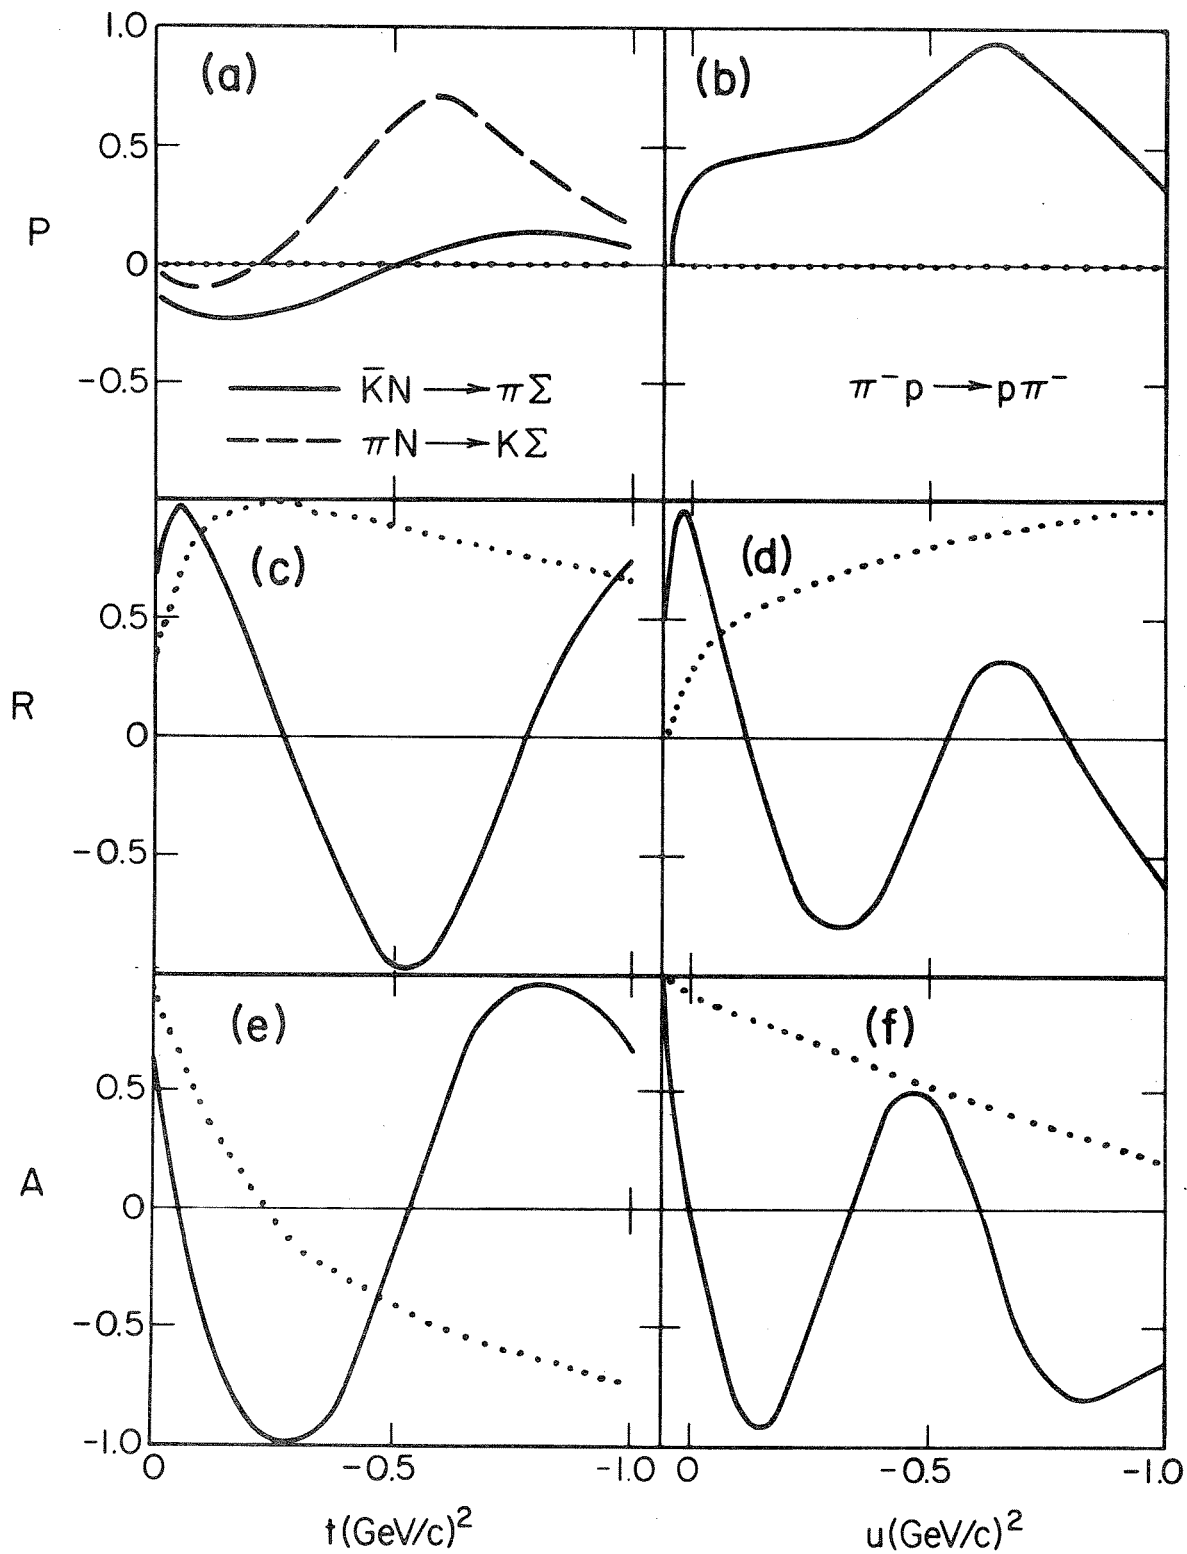 1.0
(a)
(b)
0.5
P
0
-0.5
K̄N → πΣ
πN → KΣ
π⁻p → pπ⁻
(c)
(d)
0.5
R
0
-0.5
(e)
(f)
0.5
A
0
-0.5
-1.0
0 -0.5 -1.0 0 -0.5 -1.0
t(GeV/c)²
u(GeV/c)²